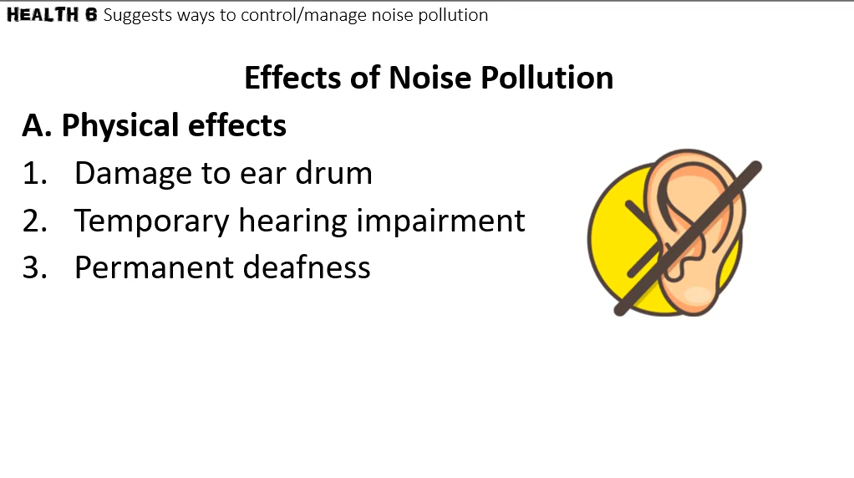 HEALTH 6 Suggests ways to control/manage noise pollution
Effects of Noise Pollution
A. Physical effects
1. Damage to ear drum
2. Temporary hearing impairment
3. Permanent deafness